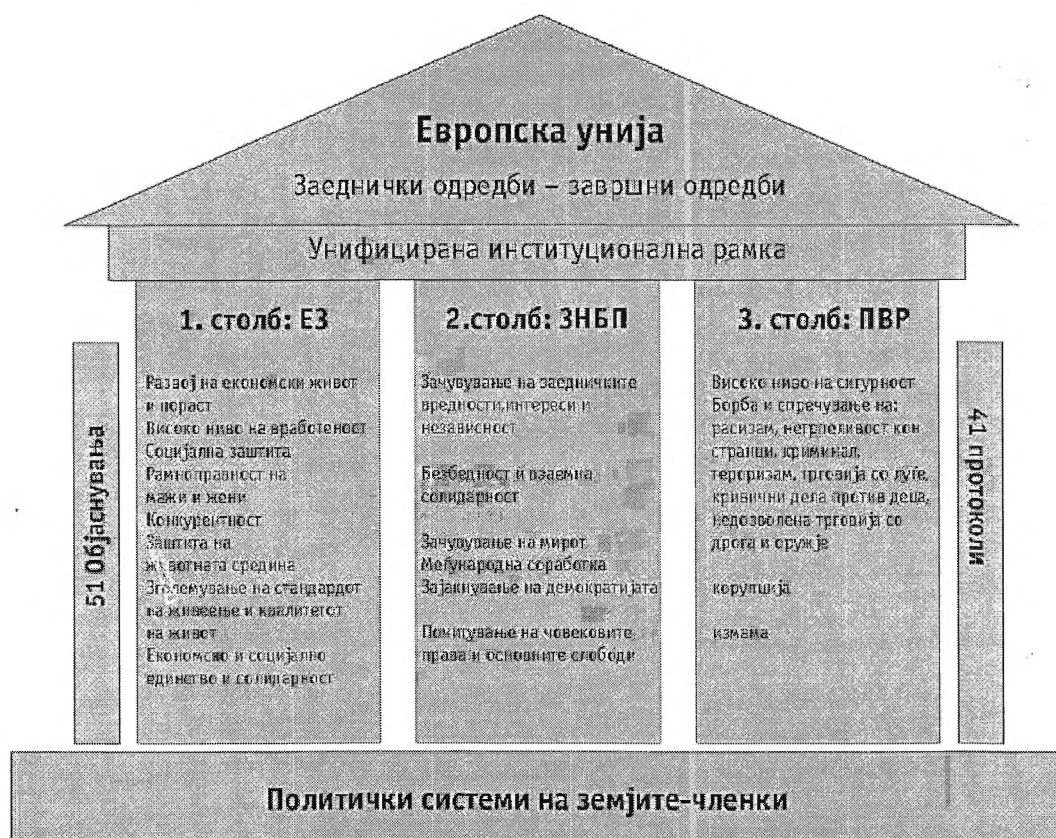 Европска унија
Заеднички одредби – завршни одредби
Унифицирана институционална рамка
51 Објаснувања
1. столб: ЕЗ
Развој на економски живот
и пораст
Високо ниво на вработеност
Социјална заштита
Рамноправност на
мажи и жени
Конкурентност
Заштита на
животната средина
Зголемување на стандардот
на живеење и квалитетот
на живот
Економско и социјално
единство и солидарност
2.столб: ЗНБП
Зачувување на заедничките
вредности,интереси и
независност
Безбедност и взаемна
солидарност
Зачувување на мирот
Меѓународна соработка
Зајакнување на демократијата
Почитување на човековите
права и основните слободи
3. столб: ПВР
Високо ниво на сигурност
Борба и спречување на:
расизам, нетрпеливост кон
странци, криминал,
тероризам, трговија со луѓе,
кривични дела против деца,
недозволена трговија со
дрога и оружје
корупција
измама
41 протоколи
Политички системи на земјите-членки